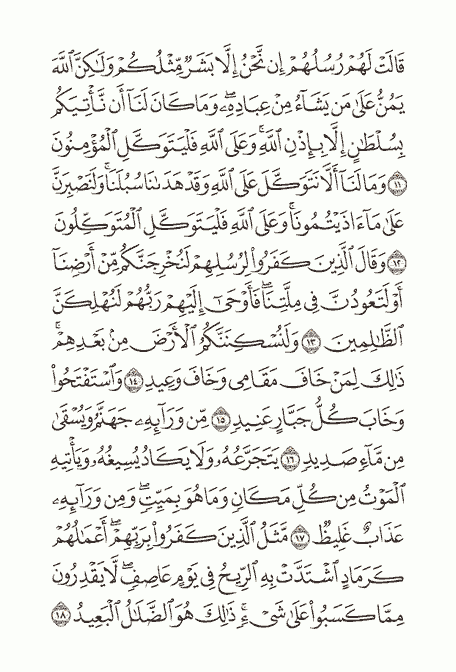 قَالَتْ لَهُمْ رُسُلُهُمْ إِن نَّحْنُ إِلَّا بَشَرٌ مِّثْلُكُمْ وَلَٰكِنَّ ٱللَّهَ
يَمُنُّ عَلَىٰ مَن يَشَآءُ مِنْ عِبَادِهِۦۖ وَمَا كَانَ لَنَآ أَن نَّأْتِيَكُم
بِسُلْطَٰنٍ إِلَّا بِإِذْنِ ٱللَّهِۚ وَعَلَى ٱللَّهِ فَلْيَتَوَكَّلِ ٱلْمُؤْمِنُونَ
١١ وَمَا لَنَآ أَلَّا نَتَوَكَّلَ عَلَى ٱللَّهِ وَقَدْ هَدَىٰنَا سُبُلَنَاۚ وَلَنَصْبِرَنَّ
عَلَىٰ مَآ ءَاذَيْتُمُونَاۚ وَعَلَى ٱللَّهِ فَلْيَتَوَكَّلِ ٱلْمُتَوَكِّلُونَ
١٢ وَقَالَ ٱلَّذِينَ كَفَرُوا۟ لِرُسُلِهِمْ لَنُخْرِجَنَّكُم مِّنْ أَرْضِنَآ
أَوْ لَتَعُودُنَّ فِى مِلَّتِنَاۖ فَأَوْحَىٰٓ إِلَيْهِمْ رَبُّهُمْ لَنُهْلِكَنَّ
ٱلظَّٰلِمِينَ ١٣ وَلَنُسْكِنَنَّكُمُ ٱلْأَرْضَ مِنۢ بَعْدِهِمْۚ
ذَٰلِكَ لِمَنْ خَافَ مَقَامِى وَخَافَ وَعِيدِ ١٤ وَٱسْتَفْتَحُوا۟
وَخَابَ كُلُّ جَبَّارٍ عَنِيدٍ ١٥ مِّن وَرَآئِهِۦ جَهَنَّمُ وَيُسْقَىٰ
مِن مَّآءٍ صَدِيدٍ ١٦ يَتَجَرَّعُهُۥ وَلَا يَكَادُ يُسِيغُهُۥ وَيَأْتِيهِ
ٱلْمَوْتُ مِن كُلِّ مَكَانٍ وَمَا هُوَ بِمَيِّتٍۖ وَمِن وَرَآئِهِۦ
عَذَابٌ غَلِيظٌ ١٧ مَّثَلُ ٱلَّذِينَ كَفَرُوا۟ بِرَبِّهِمْۖ أَعْمَٰلُهُمْ
كَرَمَادٍ ٱشْتَدَّتْ بِهِ ٱلرِّيحُ فِى يَوْمٍ عَاصِفٍۖ لَّا يَقْدِرُونَ
مِمَّا كَسَبُوا۟ عَلَىٰ شَىْءٍۚ ذَٰلِكَ هُوَ ٱلضَّلَٰلُ ٱلْبَعِيدُ ١٨